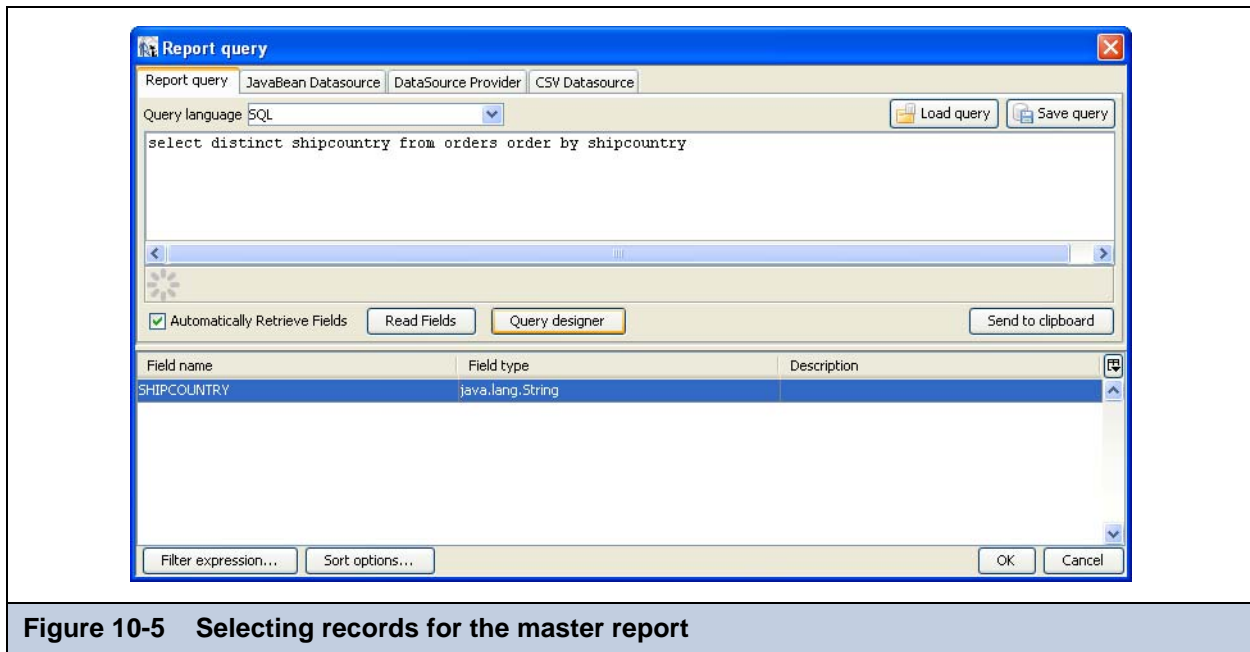 Report query
Report query JavaBean Datasource DataSource Provider CSV Datasource
Query language SQL Load query Save query
select distinct shipcountry from orders order by shipcountry
Automatically Retrieve Fields Read Fields Query designer Send to clipboard
Field name Field type Description
SHIPCOUNTRY java.lang.String
Filter expression... Sort options... OK Cancel
Figure 10-5 Selecting records for the master report